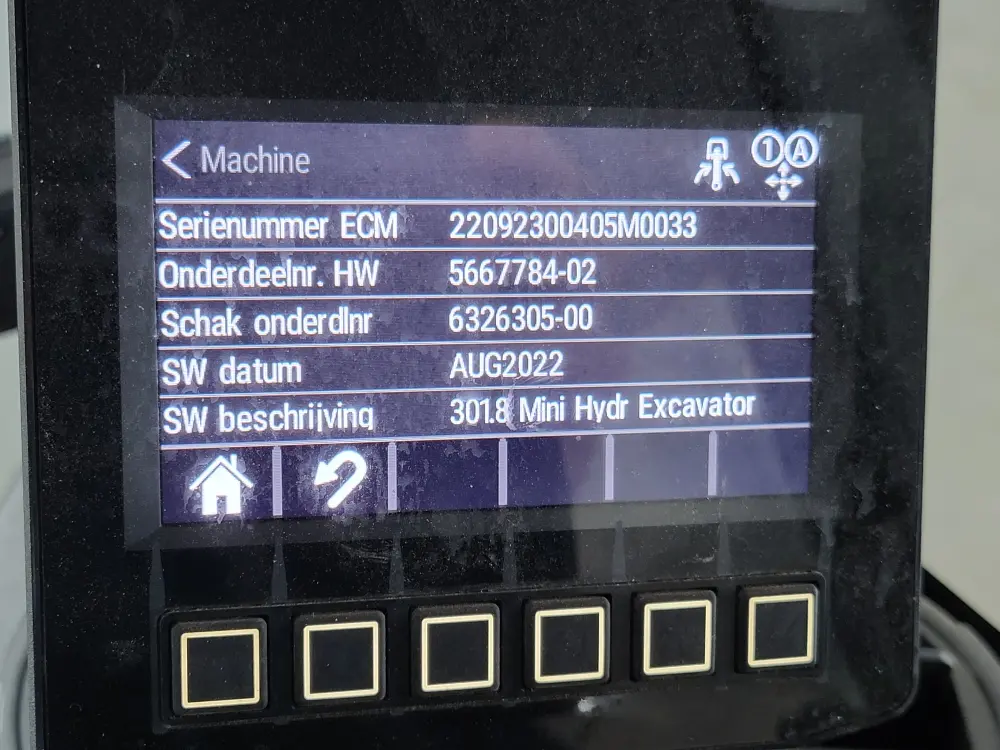 < Machine
1 A
Serienummer ECM 22092300405M0033
Onderdeelnr. HW 5667784-02
Schak onderdlnr 6326305-00
SW datum AUG2022
SW beschrijving 301.8 Mini Hydr Excavator